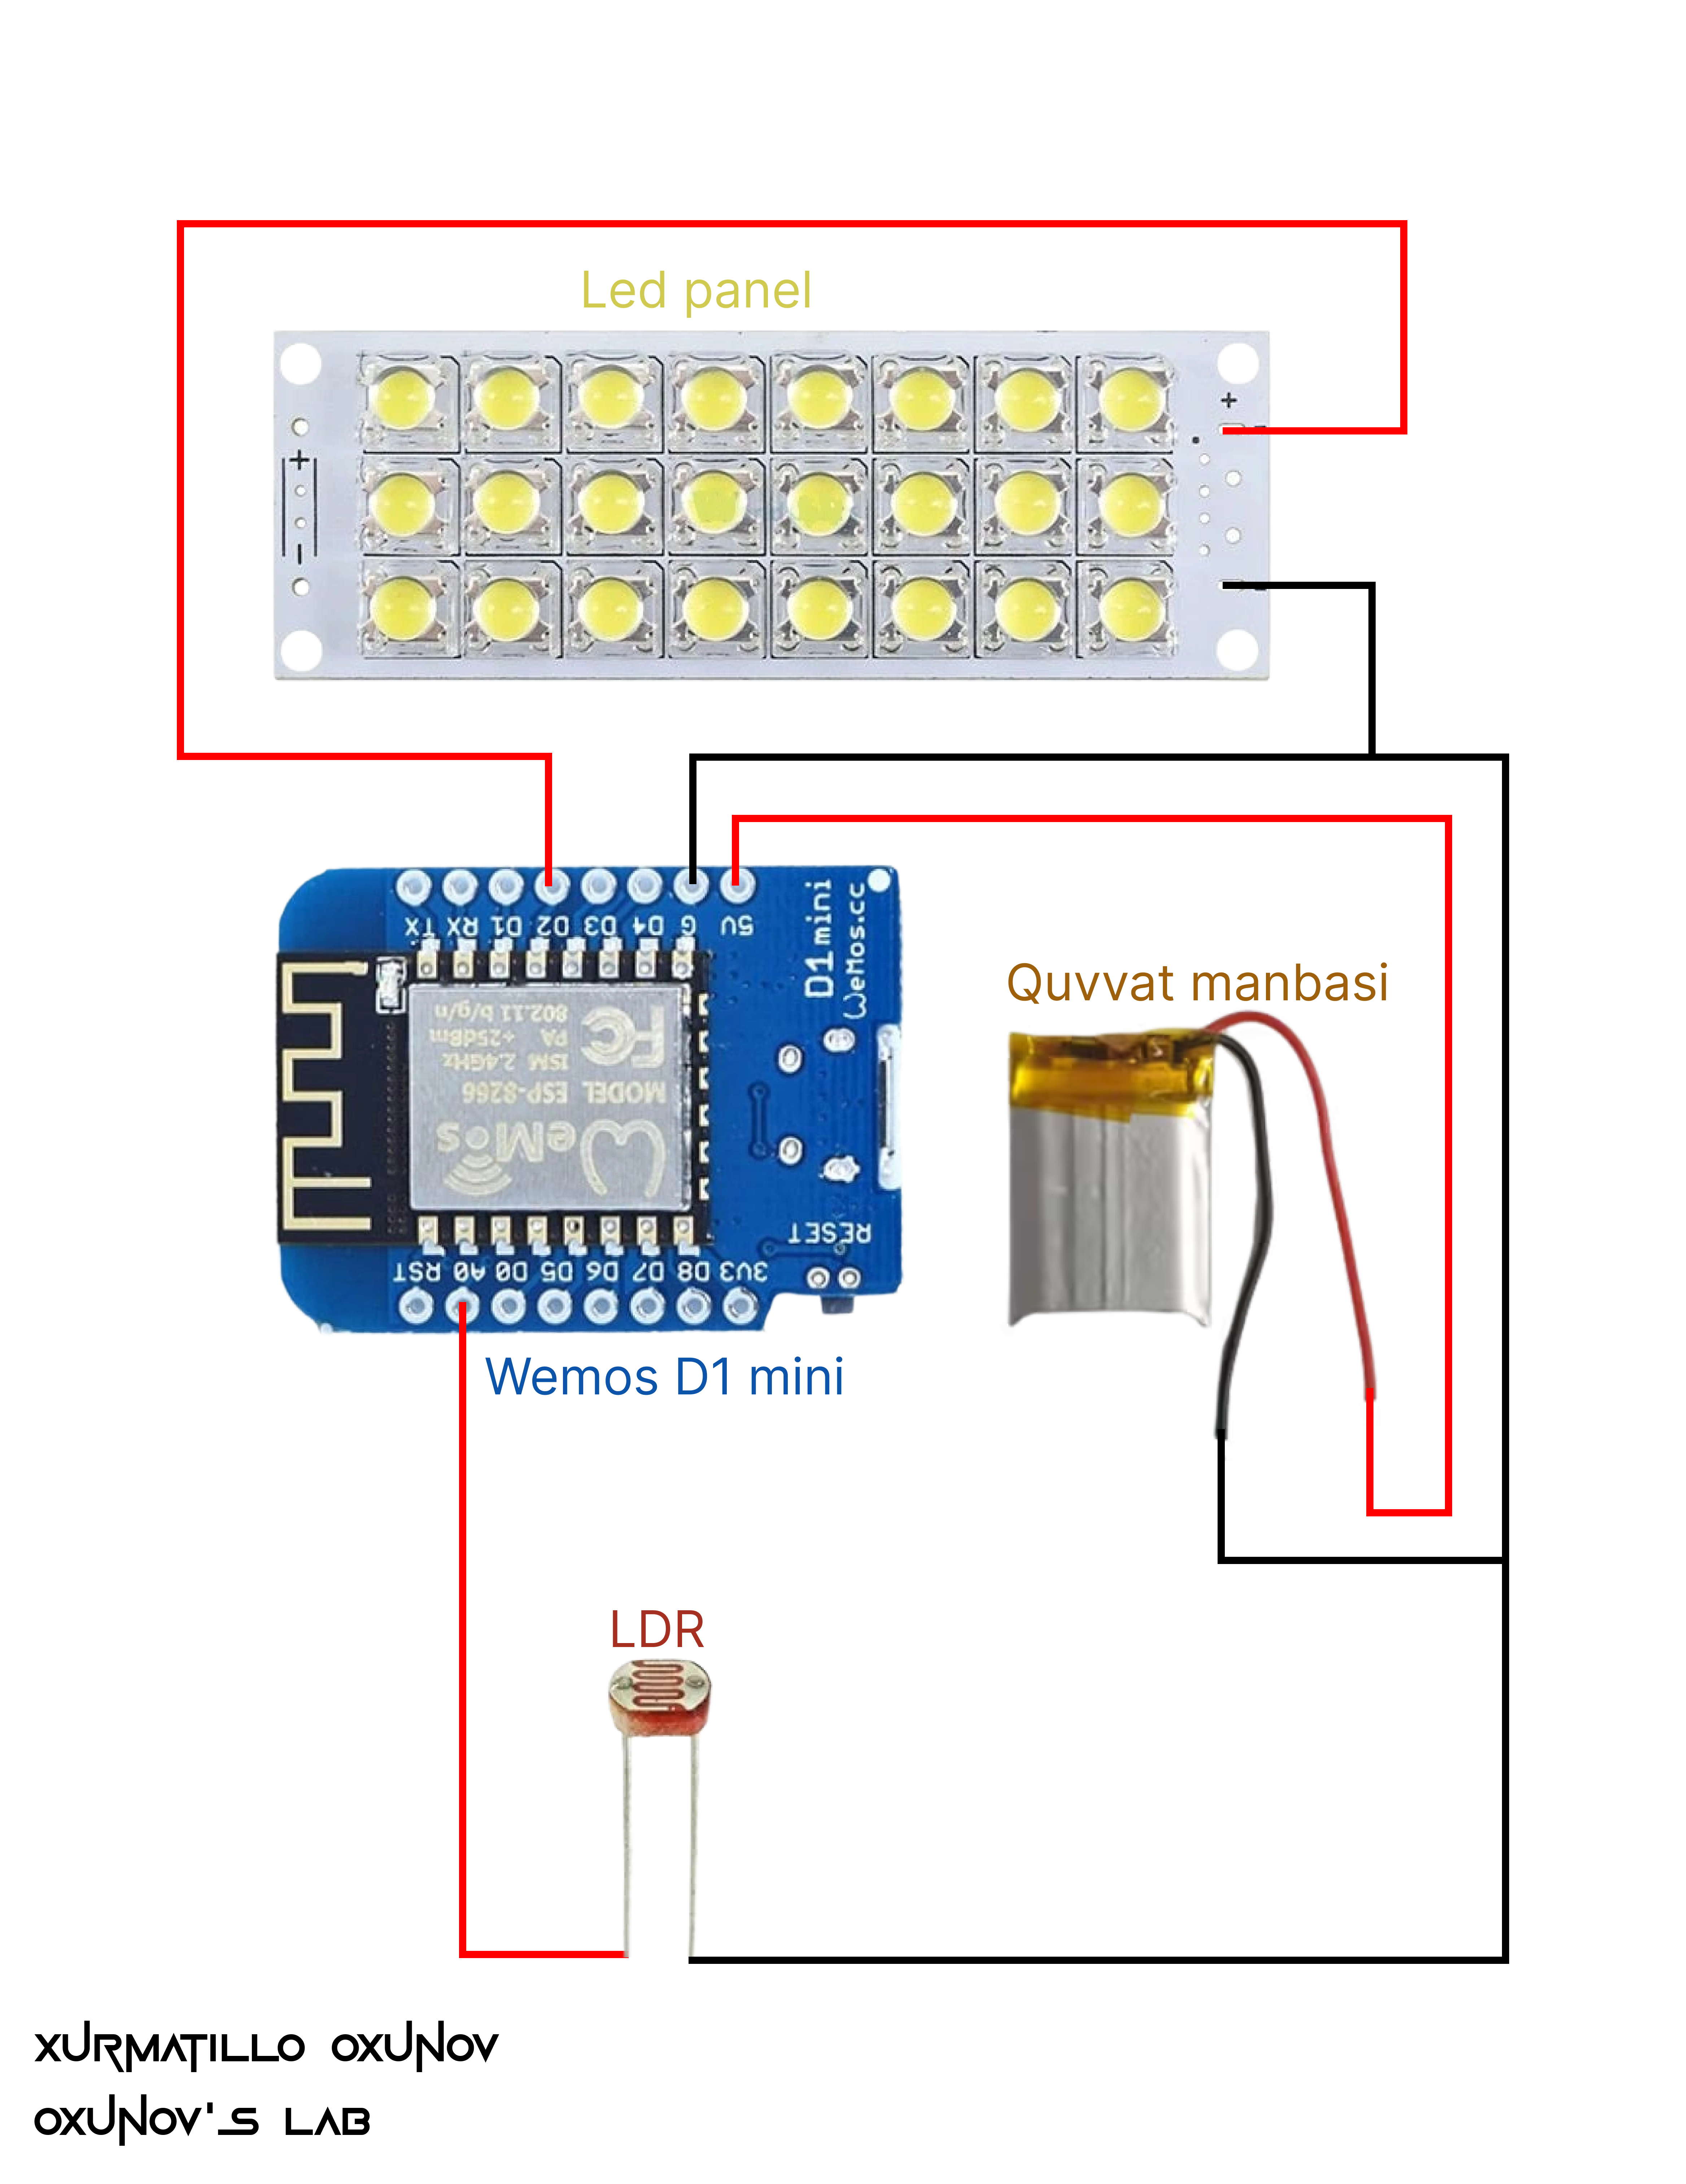 Led panel
+
+
-
TX RX D1 D2 D3 D4 G 5V
D1 mini
WeMos.cc
802.11 b/g/n
PA +25dBm
ISM 2.4GHz
MODEL ESP-8266
FC
WeMos
RESET
RST A0 D0 D5 D6 D7 D8 3V3
Wemos D1 mini
Quvvat manbasi
LDR
XURMATILLO OXUNOV
OXUNOV'S LAB